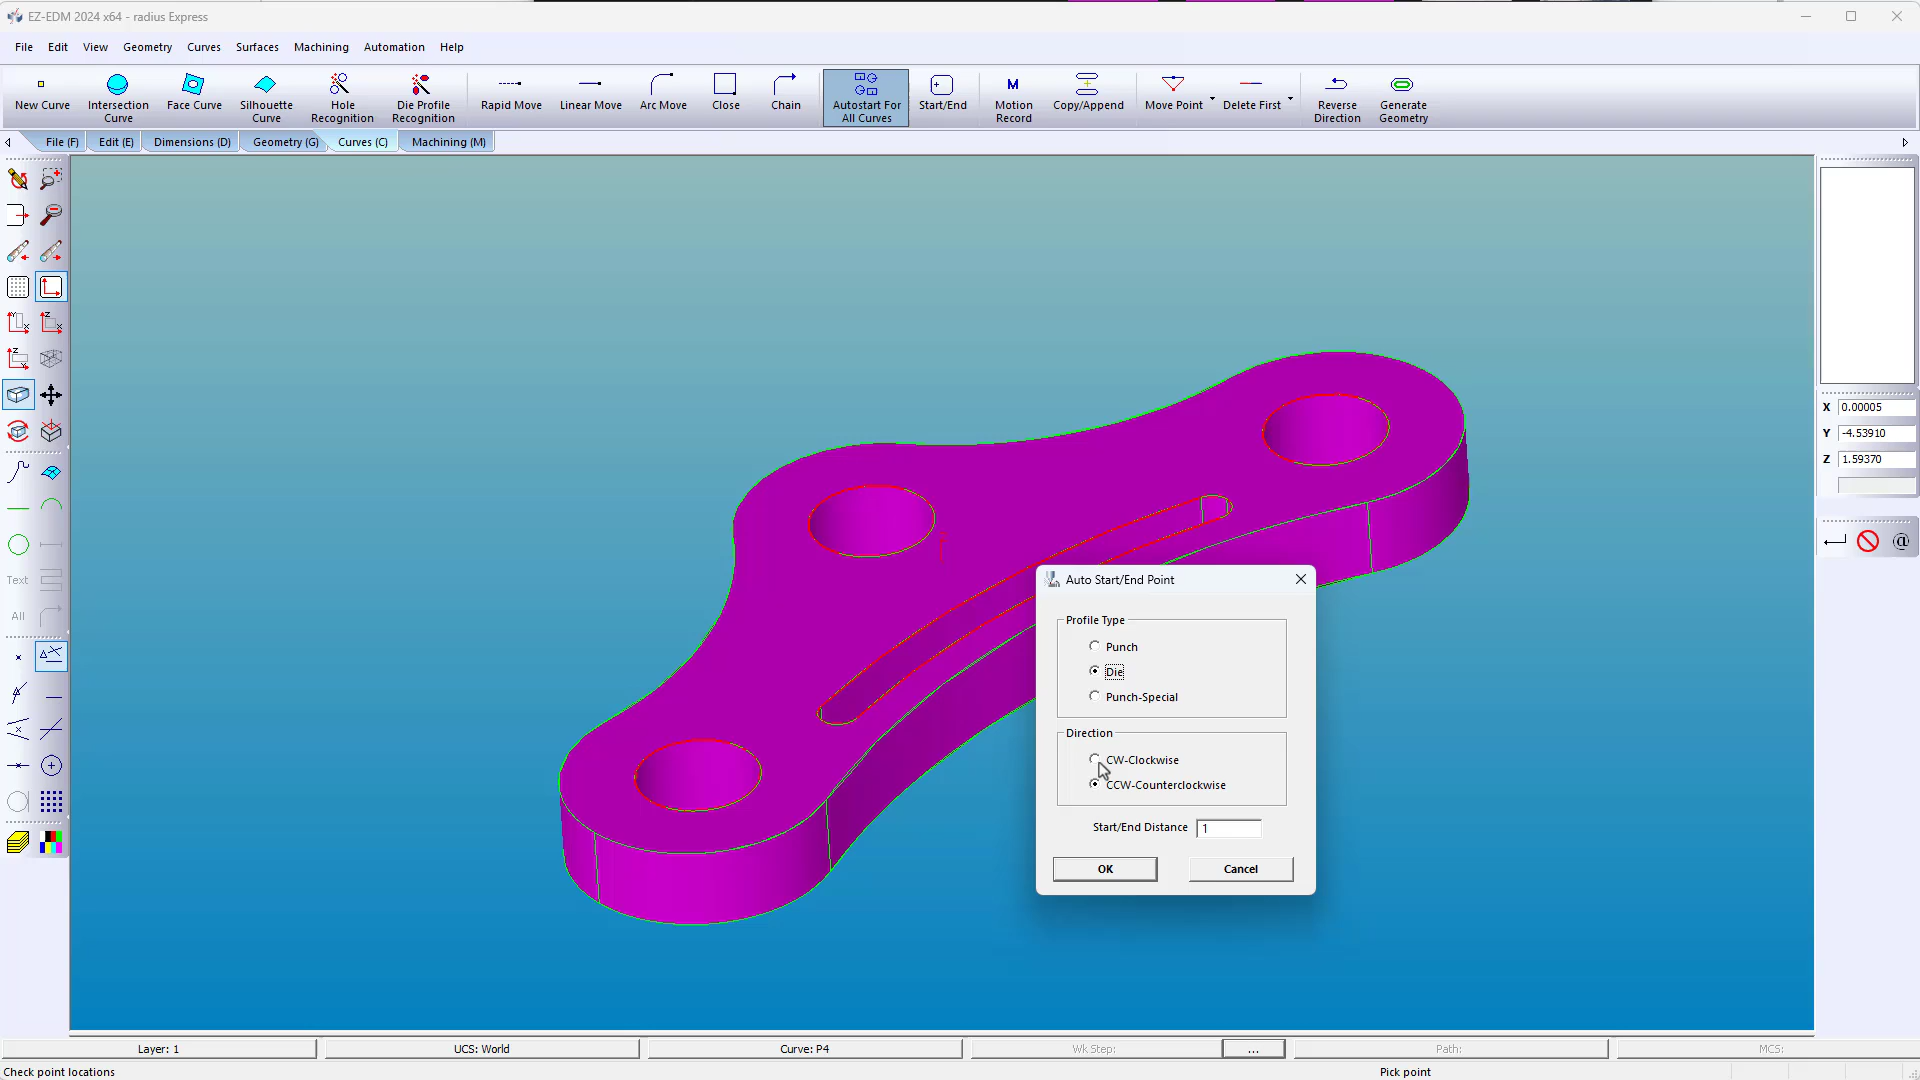 EZ-EDM 2024 x64 - radius Express
File Edit View Geometry Curves Surfaces Machining Automation Help
New Curve
Intersection
Curve
Face Curve
Silhouette
Curve
Hole
Recognition
Die Profile
Recognition
Rapid Move
Linear Move
Arc Move
Close
Chain
Autostart For
All Curves
Start/End
M
Motion
Record
Copy/Append
Move Point
Delete First
Reverse
Direction
Generate
Geometry
File (F) Edit (E) Dimensions (D) Geometry (G) Curves (C) Machining (M)
Text
All
X 0.00005
Y -4.53910
Z 1.59370
@
Auto Start/End Point
Profile Type
Punch
Die
Punch-Special
Direction
CW-Clockwise
CCW-Counterclockwise
Start/End Distance 1
OK Cancel
Layer: 1 UCS: World Curve: P4 Wk Step: ... Path: MCS:
Check point locations Pick point